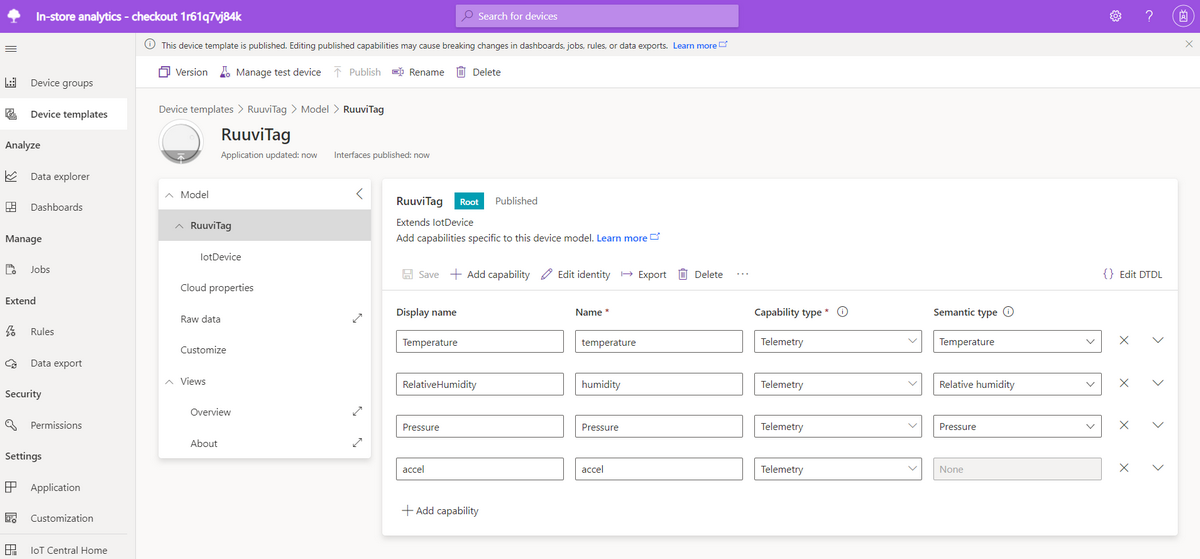 In-store analytics - checkout 1r61q7vj84k
Search for devices
?
This device template is published. Editing published capabilities may cause breaking changes in dashboards, jobs, rules, or data exports. Learn more
Version Manage test device Publish Rename Delete
Device groups
Device templates
Analyze
Data explorer
Dashboards
Manage
Jobs
Extend
Rules
Data export
Security
Permissions
Settings
Application
Customization
IoT Central Home
Device templates > RuuviTag > Model > RuuviTag
RuuviTag
Application updated: now Interfaces published: now
Model
RuuviTag
IotDevice
Cloud properties
Raw data
Customize
Views
Overview
About
RuuviTag Root Published
Extends IotDevice
Add capabilities specific to this device model. Learn more
Save Add capability Edit identity Export Delete ··· {} Edit DTDL
Display name Name * Capability type * Semantic type
Temperature temperature Telemetry Temperature
RelativeHumidity humidity Telemetry Relative humidity
Pressure Pressure Telemetry Pressure
accel accel Telemetry None
Add capability